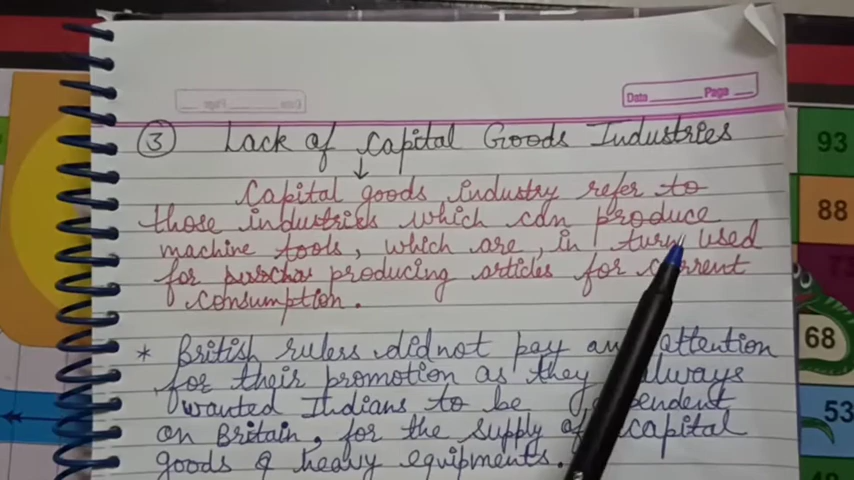 Date Page
③ Lack of Capital Goods Industries
Capital goods industry refer to
those industries which can produce
machine tools, which are, in turn used
for producing articles for current
consumption.
* British rulers did not pay any attention
for their promotion as they always
wanted Indians to be dependent
on Britain, for the supply of capital
goods & heavy equipments.
93
88
73
68
53